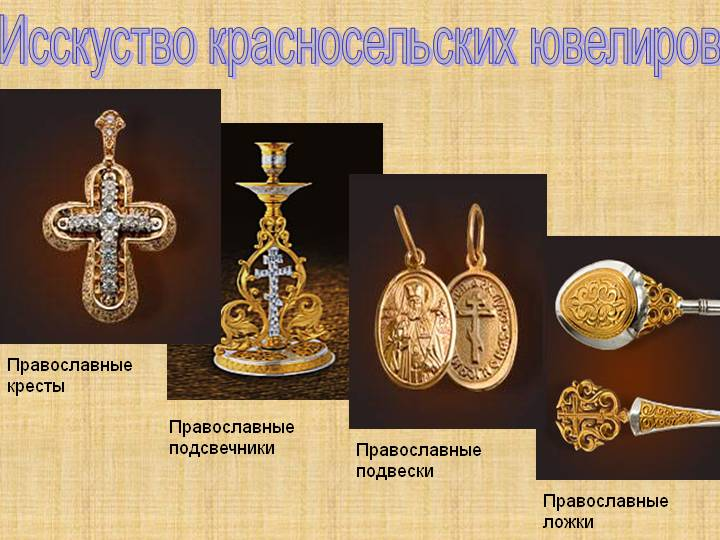 Исскуство красносельских ювелиров
Православные
кресты
Православные
подсвечники
Православные
подвески
Православные
ложки